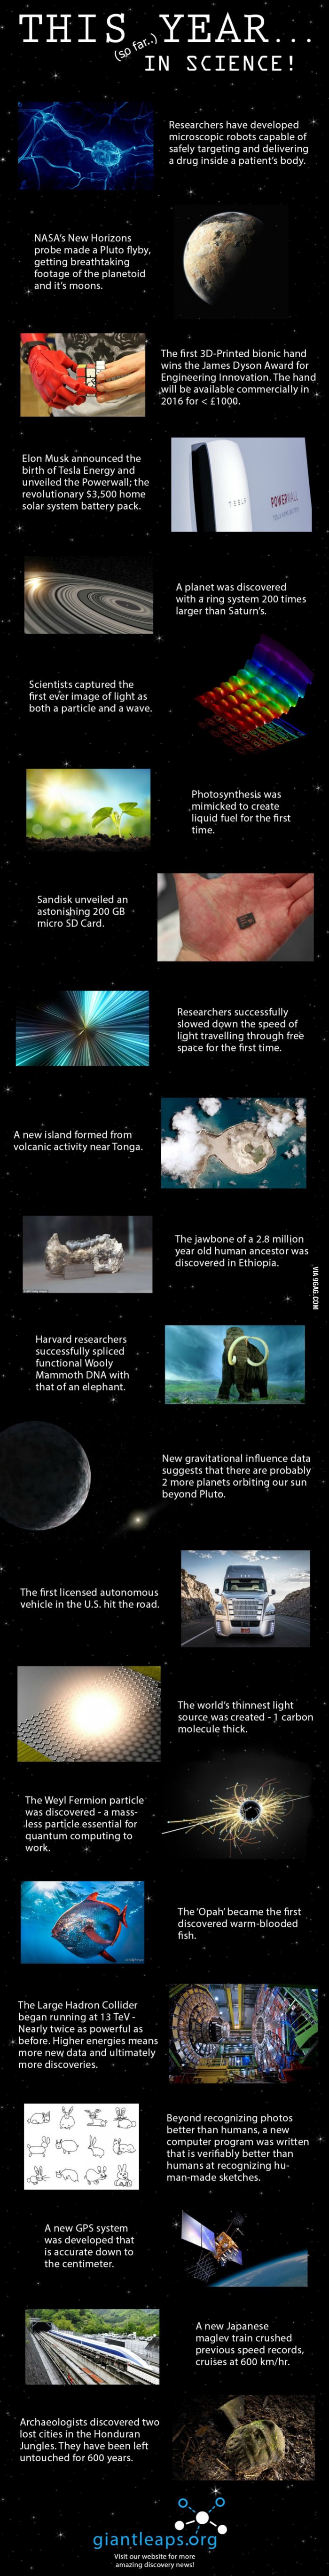 THIS YEAR...
(so far..)
IN SCIENCE!
Researchers have developed
microscopic robots capable of
safely targeting and delivering
a drug inside a patient's body.
NASA's New Horizons
probe made a Pluto flyby,
getting breathtaking
footage of the planetoid
and it's moons.
The first 3D-Printed bionic hand
wins the James Dyson Award for
Engineering Innovation. The hand
will be available commercially in
2016 for < £1000.
Elon Musk announced the
birth of Tesla Energy and
unveiled the Powerwall; the
revolutionary $3,500 home
solar system battery pack.
TESLA
POWERWALL
A planet was discovered
with a ring system 200 times
larger than Saturn's.
Scientists captured the
first ever image of light as
both a particle and a wave.
Photosynthesis was
mimicked to create
liquid fuel for the first
time.
Sandisk unveiled an
astonishing 200 GB
micro SD Card.
Researchers successfully
slowed down the speed of
light travelling through free
space for the first time.
A new island formed from
volcanic activity near Tonga.
The jawbone of a 2.8 million
year old human ancestor was
discovered in Ethiopia.
VIA 9GAG.COM
Harvard researchers
successfully spliced
functional Wooly
Mammoth DNA with
that of an elephant.
New gravitational influence data
suggests that there are probably
2 more planets orbiting our sun
beyond Pluto.
The first licensed autonomous
vehicle in the U.S. hit the road.
The world's thinnest light
source was created - 1 carbon
molecule thick.
The Weyl Fermion particle
was discovered - a mass-
less particle essential for
quantum computing to
work.
The 'Opah' became the first
discovered warm-blooded
fish.
The Large Hadron Collider
began running at 13 TeV -
Nearly twice as powerful as
before. Higher energies means
more new data and ultimately
more discoveries.
Beyond recognizing photos
better than humans, a new
computer program was written
that is verifiably better than
humans at recognizing hu-
man-made sketches.
A new GPS system
was developed that
is accurate down to
the centimeter.
A new Japanese
maglev train crushed
previous speed records,
cruises at 600 km/hr.
Archaeologists discovered two
lost cities in the Honduran
Jungles. They have been left
untouched for 600 years.
giantleaps.org
Visit our website for more
amazing discovery news!